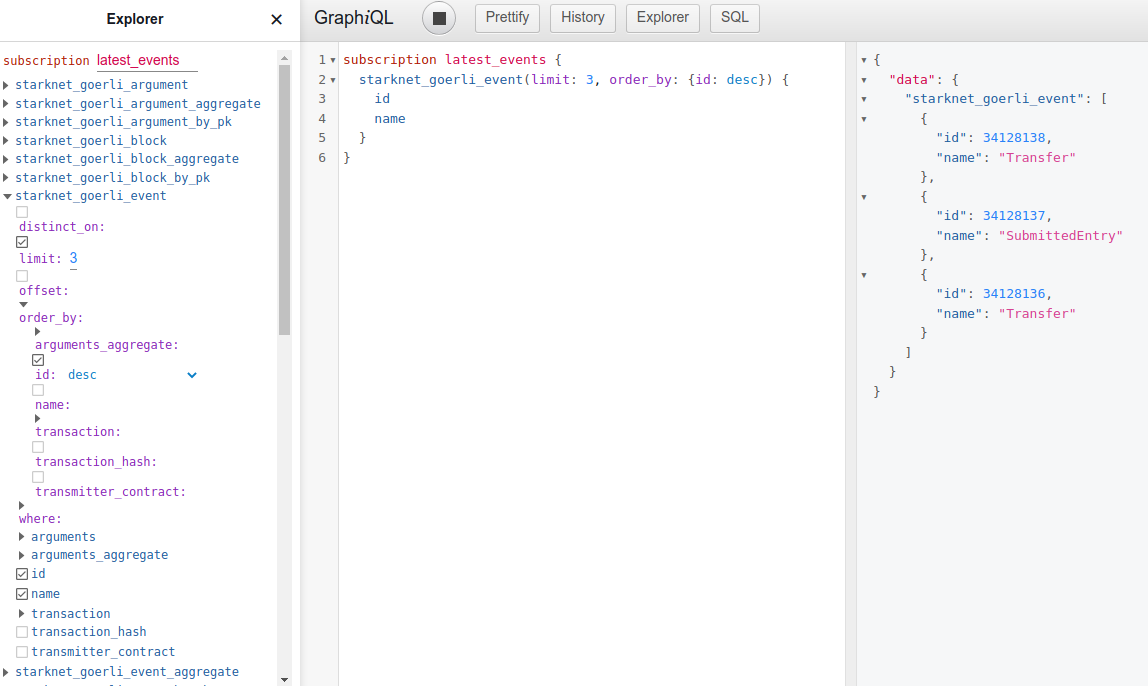 Explorer ✕
subscription latest_events
starknet_goerli_argument
starknet_goerli_argument_aggregate
starknet_goerli_argument_by_pk
starknet_goerli_block
starknet_goerli_block_aggregate
starknet_goerli_block_by_pk
starknet_goerli_event
distinct_on:
limit: 3
offset:
order_by:
arguments_aggregate:
id: desc
name:
transaction:
transaction_hash:
transmitter_contract:
where:
arguments
arguments_aggregate
id
name
transaction
transaction_hash
transmitter_contract
starknet_goerli_event_aggregate
GraphiQL Prettify History Explorer SQL
1 subscription latest_events {
2 starknet_goerli_event(limit: 3, order_by: {id: desc}) {
3 id
4 name
5 }
6 }
{
"data": {
"starknet_goerli_event": [
{
"id": 34128138,
"name": "Transfer"
},
{
"id": 34128137,
"name": "SubmittedEntry"
},
{
"id": 34128136,
"name": "Transfer"
}
]
}
}